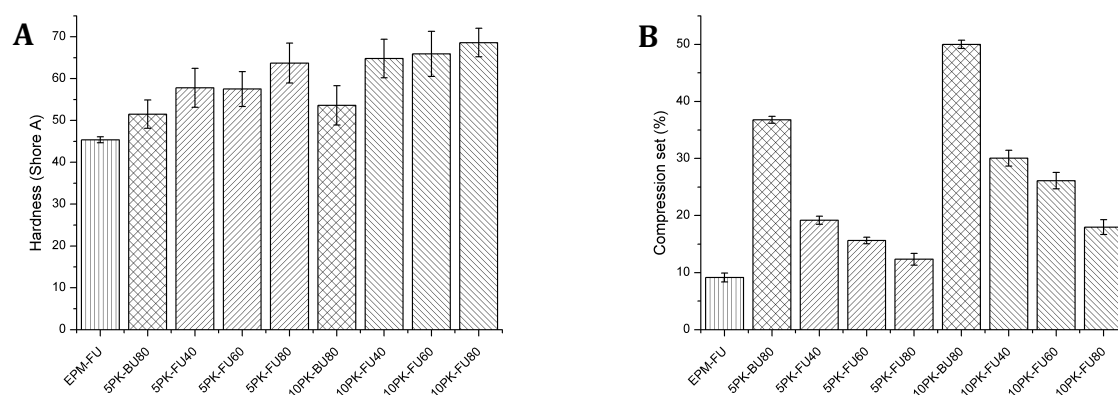 A
Hardness (Shore A)
70
60
50
40
30
20
10
0
EPM-FU
5PK-BU80
5PK-FU40
5PK-FU60
5PK-FU80
10PK-BU80
10PK-FU40
10PK-FU60
10PK-FU80
B
Compression set (%)
50
40
30
20
10
0
EPM-FU
5PK-BU80
5PK-FU40
5PK-FU60
5PK-FU80
10PK-BU80
10PK-FU40
10PK-FU60
10PK-FU80